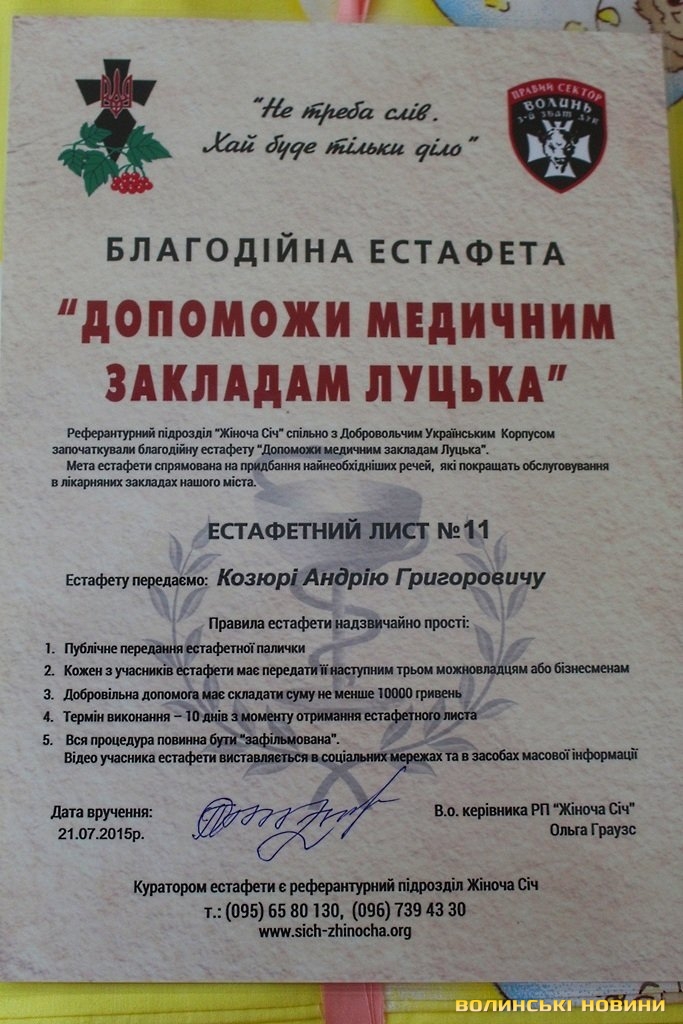 "Не треба слів.
Хай буде тільки діло"
ПРАВИЙ СЕКТОР
ВОЛИНЬ
БЛАГОДІЙНА ЕСТАФЕТА
"ДОПОМОЖИ МЕДИЧНИМ
ЗАКЛАДАМ ЛУЦЬКА"
Референтурний підрозділ "Жіноча Січ" спільно з Добровольчим Українським Корпусом
започаткували благодійну естафету "Допоможи медичним закладам Луцька".
Мета естафети спрямована на придбання найнеобхідніших речей, які покращать обслуговування
в лікарняних закладах нашого міста.
ЕСТАФЕТНИЙ ЛИСТ №11
Естафету передаємо: Козюрі Андрію Григоровичу
Правила естафети надзвичайно прості:
1. Публічне передання естафетної палички
2. Кожен з учасників естафети має передати її наступним трьом можновладцям або бізнесменам
3. Добровільна допомога має складати суму не менше 10000 гривень
4. Термін виконання – 10 днів з моменту отримання естафетного листа
5. Вся процедура повинна бути "зафільмована".
Відео учасника естафети виставляється в соціальних мережах та в засобах масової інформації
Дата вручення:
21.07.2015р.
В.о. керівника РП "Жіноча Січ"
Ольга Граузс
Куратором естафети є референтурний підрозділ Жіноча Січ
т.: (095) 65 80 130, (096) 739 43 30
www.sich-zhinocha.org
ВОЛИНСЬКІ НОВИНИ